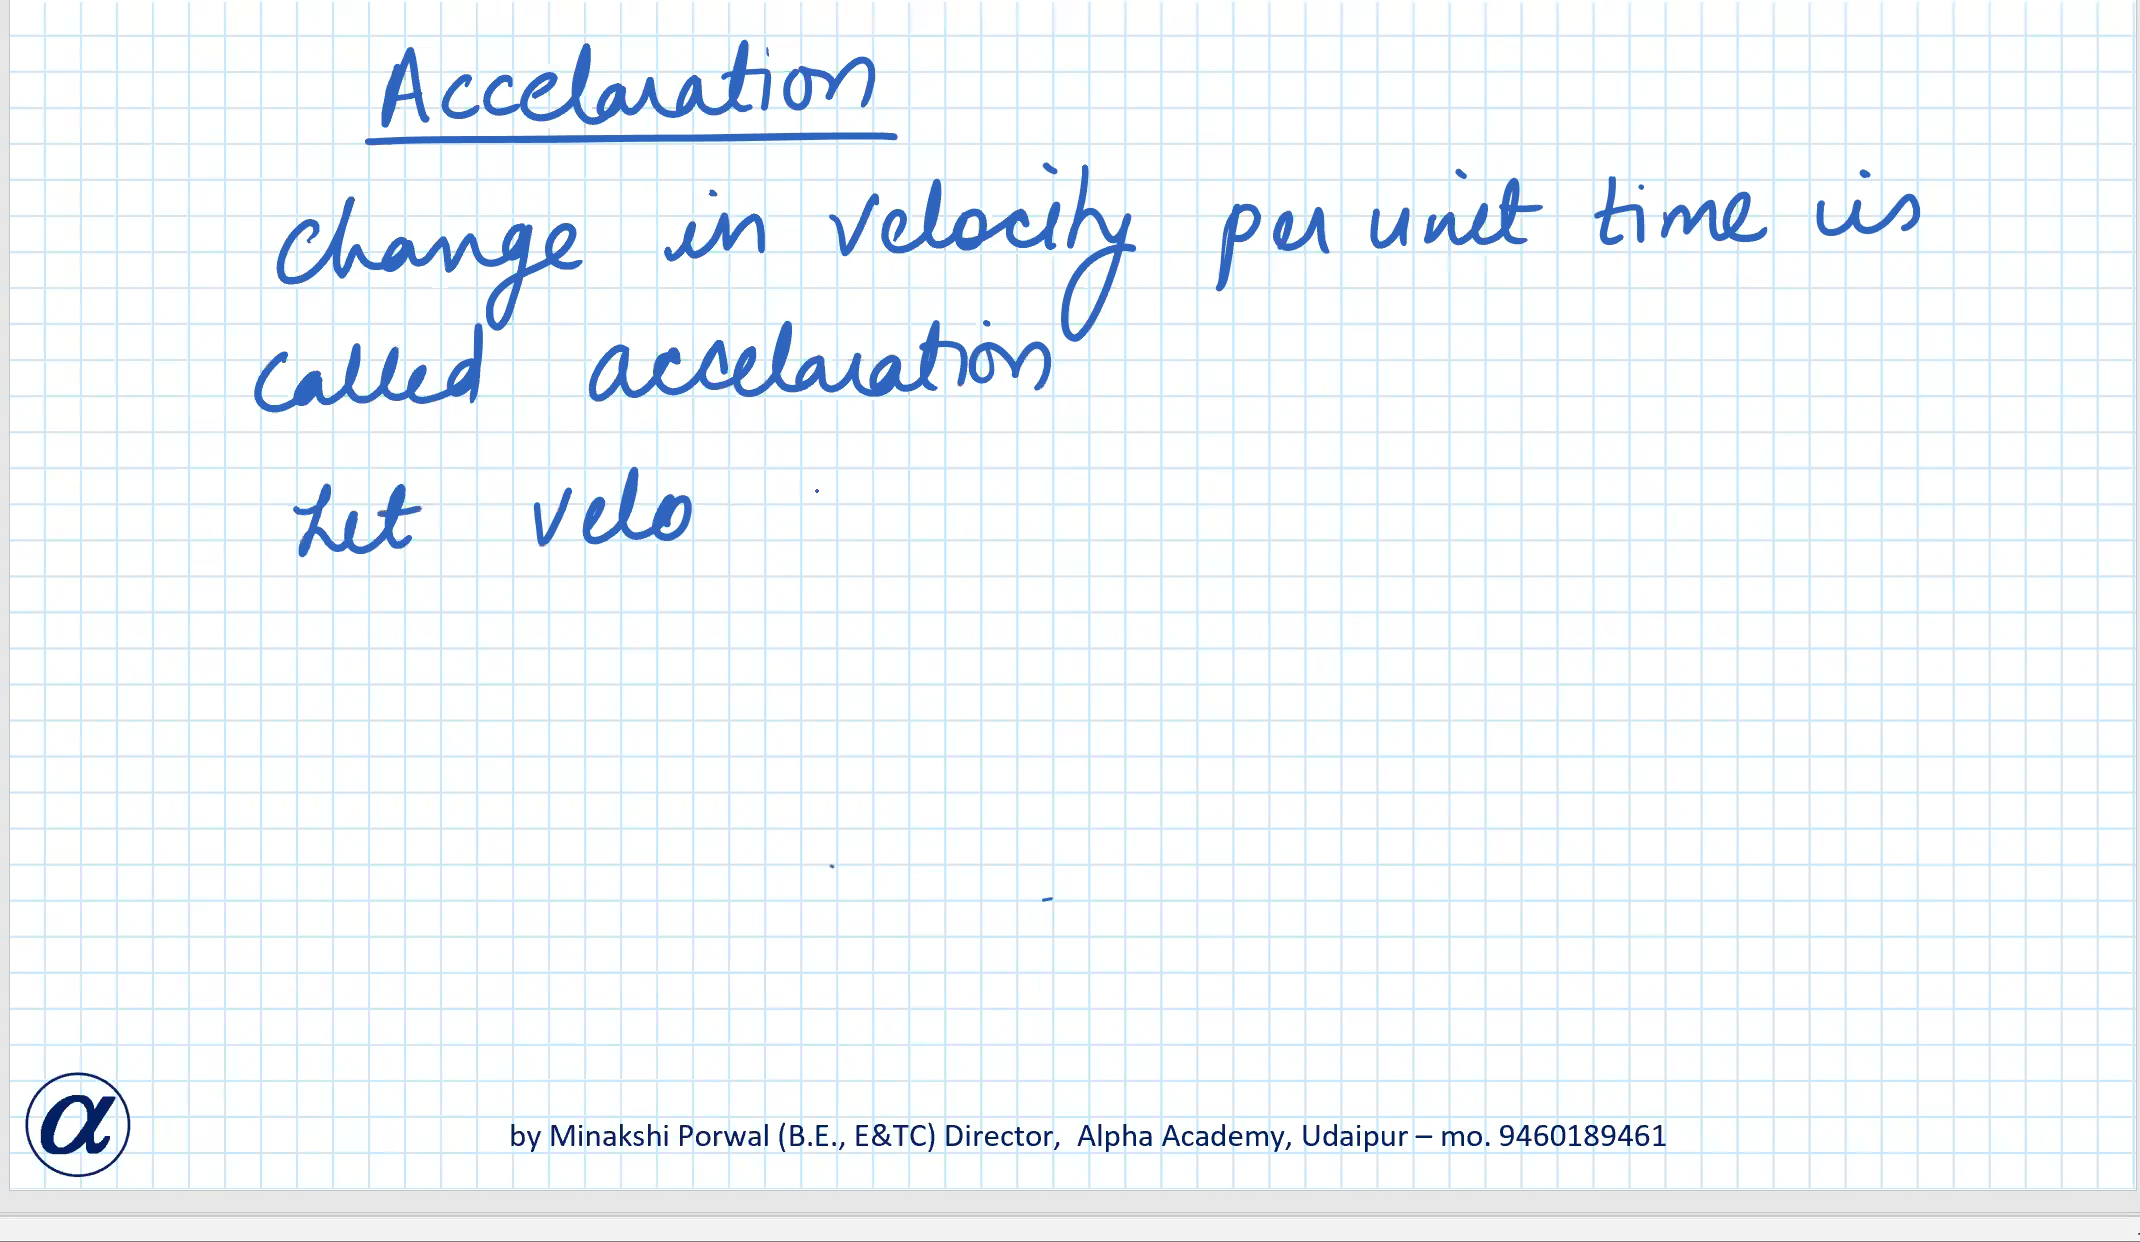 Accelaration
change in velocity per unit time is
called accelaration
Let velo
α
by Minakshi Porwal (B.E., E&TC) Director, Alpha Academy, Udaipur – mo. 9460189461